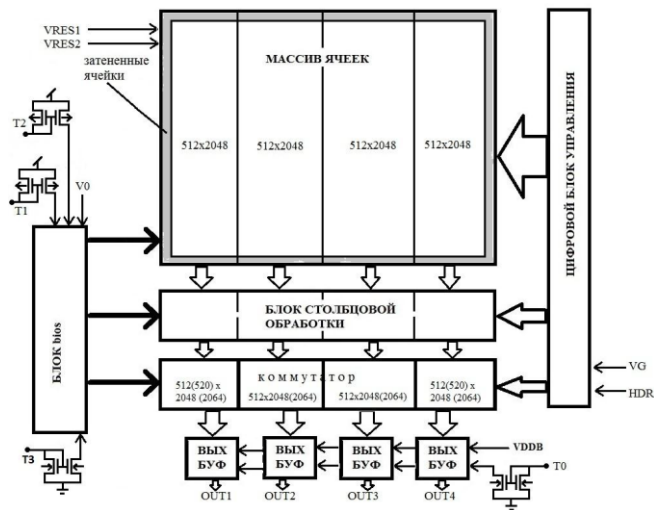 VRES1
VRES2
затененные
ячейки
МАССИВ ЯЧЕЕК
512x2048
512x2048
512x2048
512x2048
T2
T1
V0
БЛОК bios
T3
ЦИФРОВОЙ БЛОК УПРАВЛЕНИЯ
БЛОК СТОЛБЦОВОЙ
ОБРАБОТКИ
коммутатор
512(520) x
2048 (2064)
512x2048(2064)
512x2048(2064)
512(520) x
2048 (2064)
VG
HDR
ВЫХ
БУФ
ВЫХ
БУФ
ВЫХ
БУФ
ВЫХ
БУФ
VDDB
T0
OUT1
OUT2
OUT3
OUT4